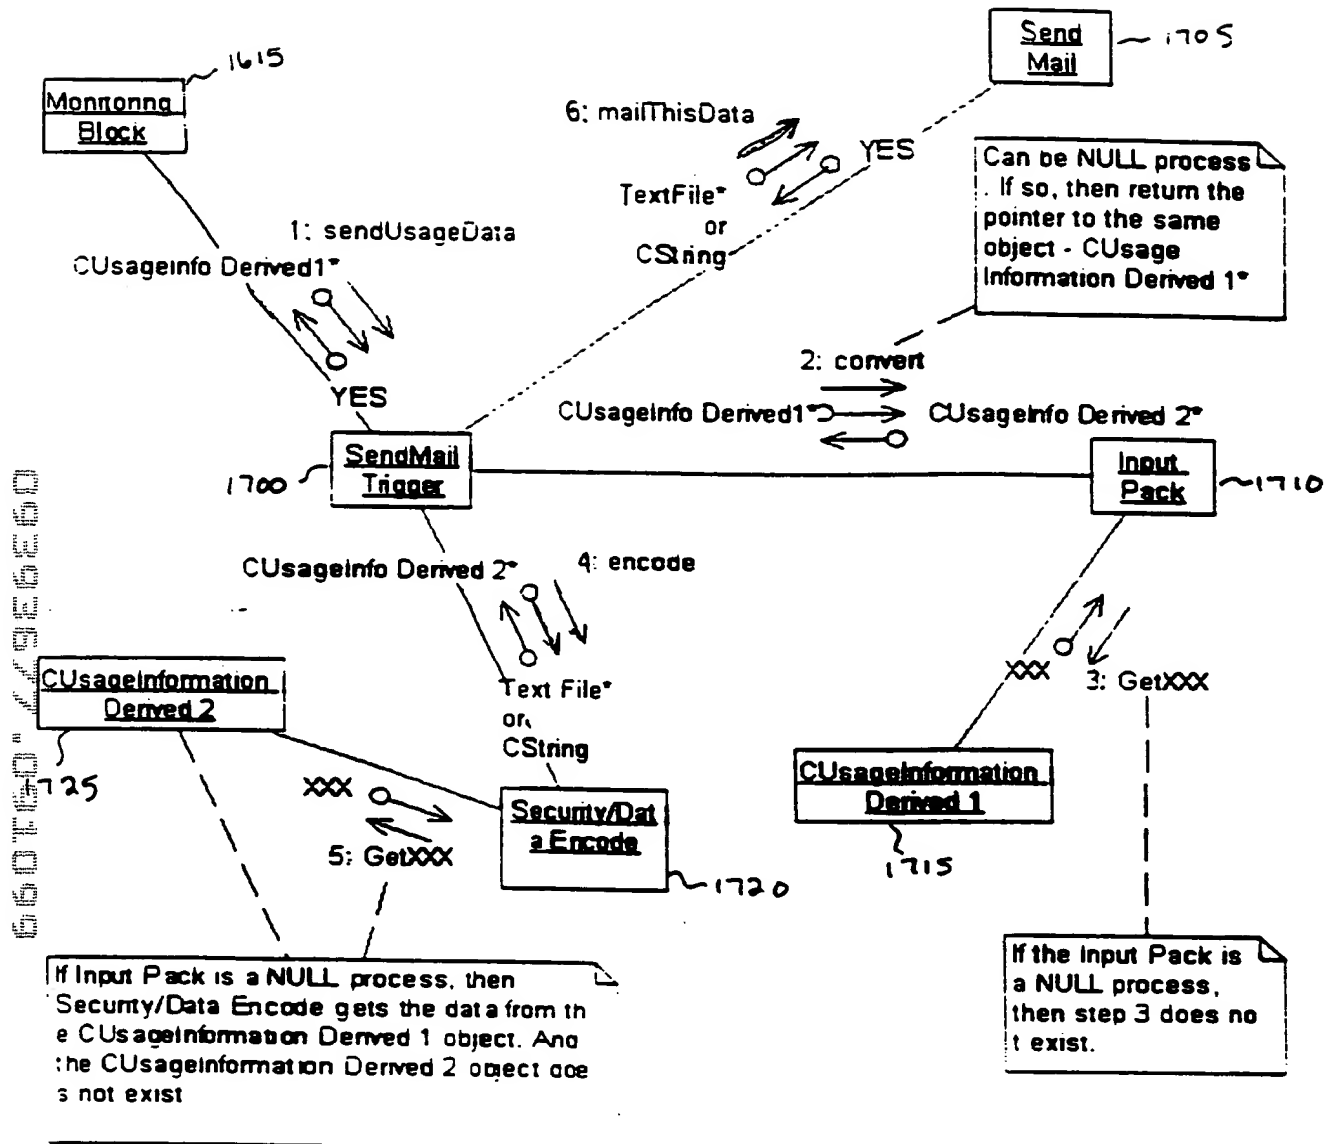 Send
Mail
1705
1615
Monitoring
Block
6: mailThisData
YES
TextFile*
or
CString
Can be NULL process
. If so, then return the
pointer to the same
object - CUsage
Information Derived 1*
1: sendUsageData
CUsageInfo Derived1*
YES
2: convert
CUsageInfo Derived1*
CUsageInfo Derived 2*
SendMail
Trigger
1700
Input
Pack
1710
CUsageInfo Derived 2*
4: encode
Text File*
or
CString
XXX
3: GetXXX
CUsageInformation
Derived 2
1725
XXX
5: GetXXX
Security/Dat
a Encode
1720
CUsageInformation
Derived 1
1715
If Input Pack is a NULL process, then
Security/Data Encode gets the data from th
e CUsageInformation Derived 1 object. And
the CUsageInformation Derived 2 object doe
s not exist
If the Input Pack is
a NULL process,
then step 3 does no
t exist.